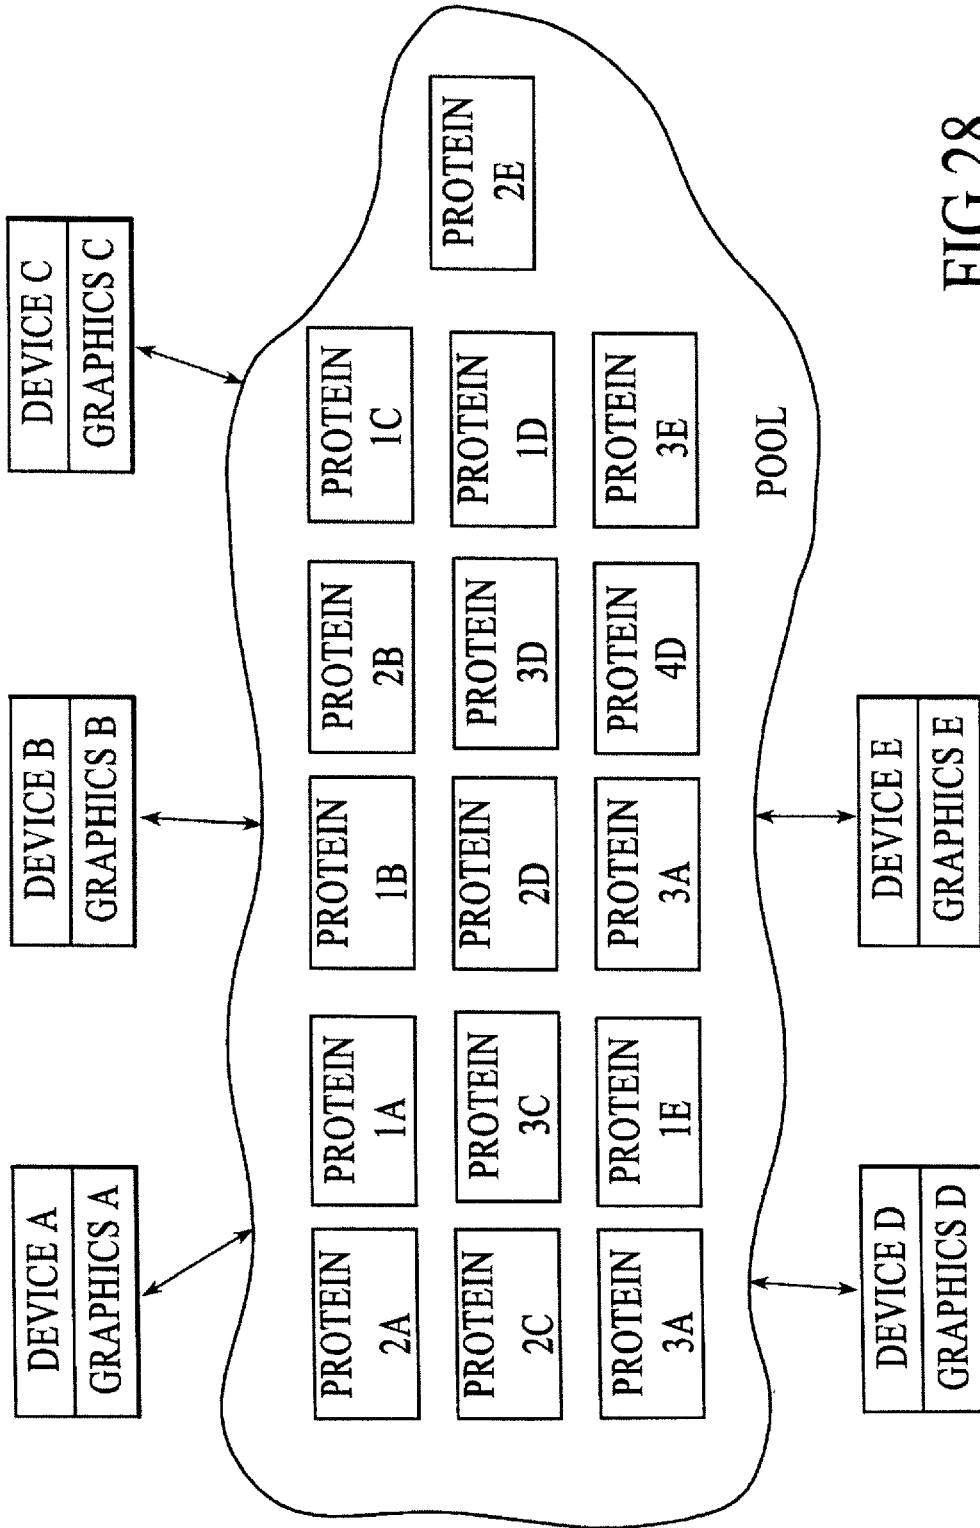 DEVICE A
GRAPHICS A
DEVICE B
GRAPHICS B
DEVICE C
GRAPHICS C
PROTEIN
2A
PROTEIN
1A
PROTEIN
1B
PROTEIN
2B
PROTEIN
1C
PROTEIN
2C
PROTEIN
3C
PROTEIN
2D
PROTEIN
3D
PROTEIN
1D
PROTEIN
2E
PROTEIN
3A
PROTEIN
1E
PROTEIN
3A
PROTEIN
4D
PROTEIN
3E
POOL
DEVICE D
GRAPHICS D
DEVICE E
GRAPHICS E
FIG.28